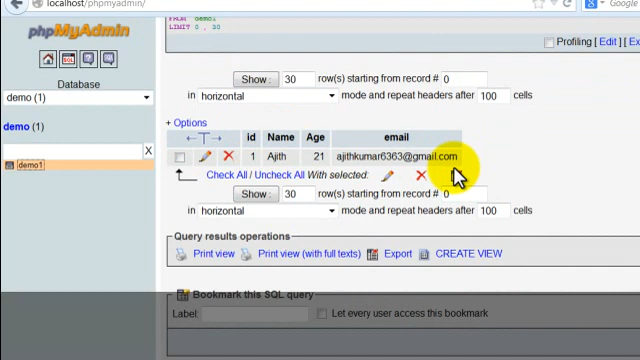 localhost/phpmyadmin/
Google
phpMyAdmin
FROM `demo1`
LIMIT 0 , 30
Profiling [ Edit ] [ Ex
SQL
Database
demo (1)
Show : 30 row(s) starting from record # 0
in horizontal mode and repeat headers after 100 cells
demo (1)
+ Options
X
←T→ id Name Age email
demo1
1 Ajith 21 ajithkumar6363@gmail.com
Check All / Uncheck All With selected:
Show : 30 row(s) starting from record # 0
in horizontal mode and repeat headers after 100 cells
Query results operations
Print view Print view (with full texts) Export CREATE VIEW
Bookmark this SQL query
Label: Let every user access this bookmark